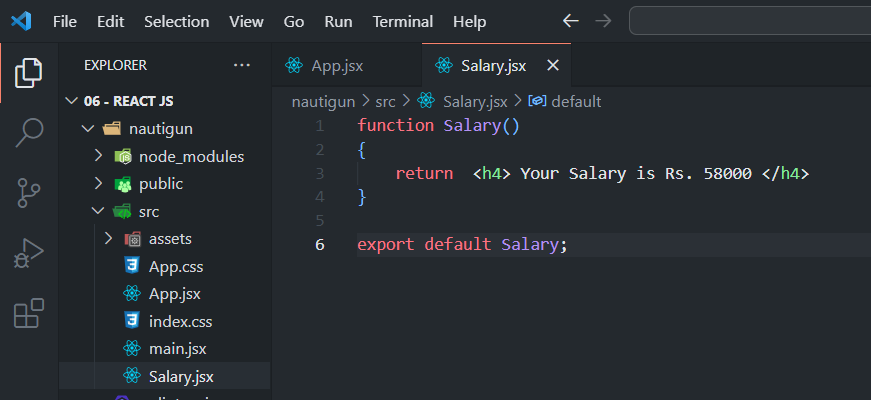 File Edit Selection View Go Run Terminal Help
EXPLORER ...
06 - REACT JS
nautigun
node_modules
public
src
assets
App.css
App.jsx
index.css
main.jsx
Salary.jsx
App.jsx Salary.jsx
nautigun > src > Salary.jsx > default
1 function Salary()
2 {
3 return <h4> Your Salary is Rs. 58000 </h4>
4 }
5
6 export default Salary;